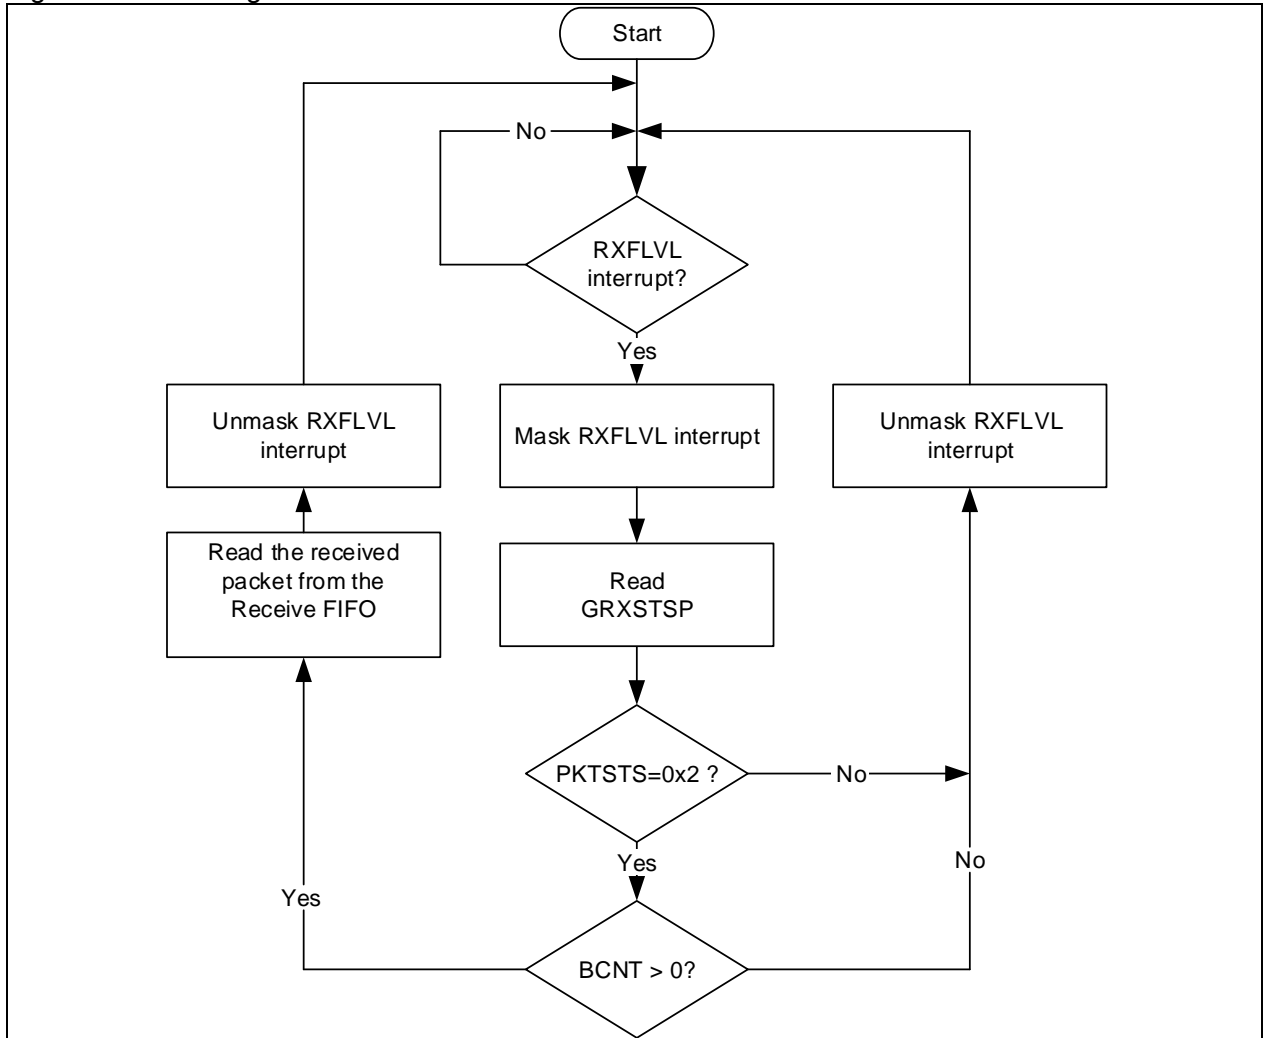 Start
No
RXFLVL
interrupt?
Yes
Unmask RXFLVL
interrupt
Mask RXFLVL interrupt
Unmask RXFLVL
interrupt
Read the received
packet from the
Receive FIFO
Read
GRXSTSP
PKTSTS=0x2 ?
No
Yes
No
Yes
BCNT > 0?